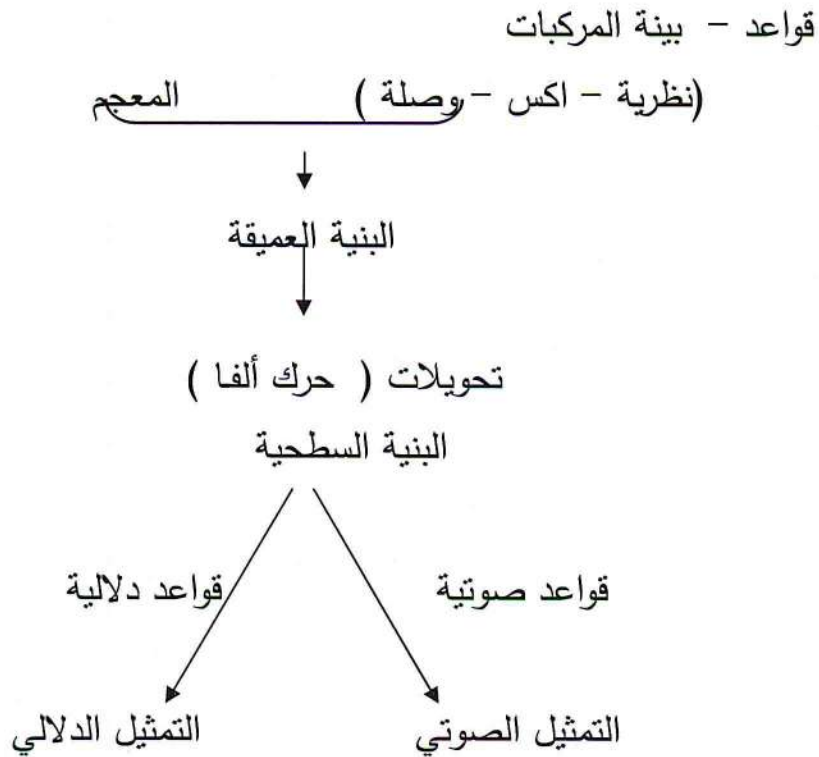 قواعد – بينة المركبات
(نظرية – اكس – وصلة ) المعجم
البنية العميقة
تحويلات ( حرك ألفا )
البنية السطحية
قواعد صوتية قواعد دلالية
التمثيل الصوتي التمثيل الدلالي